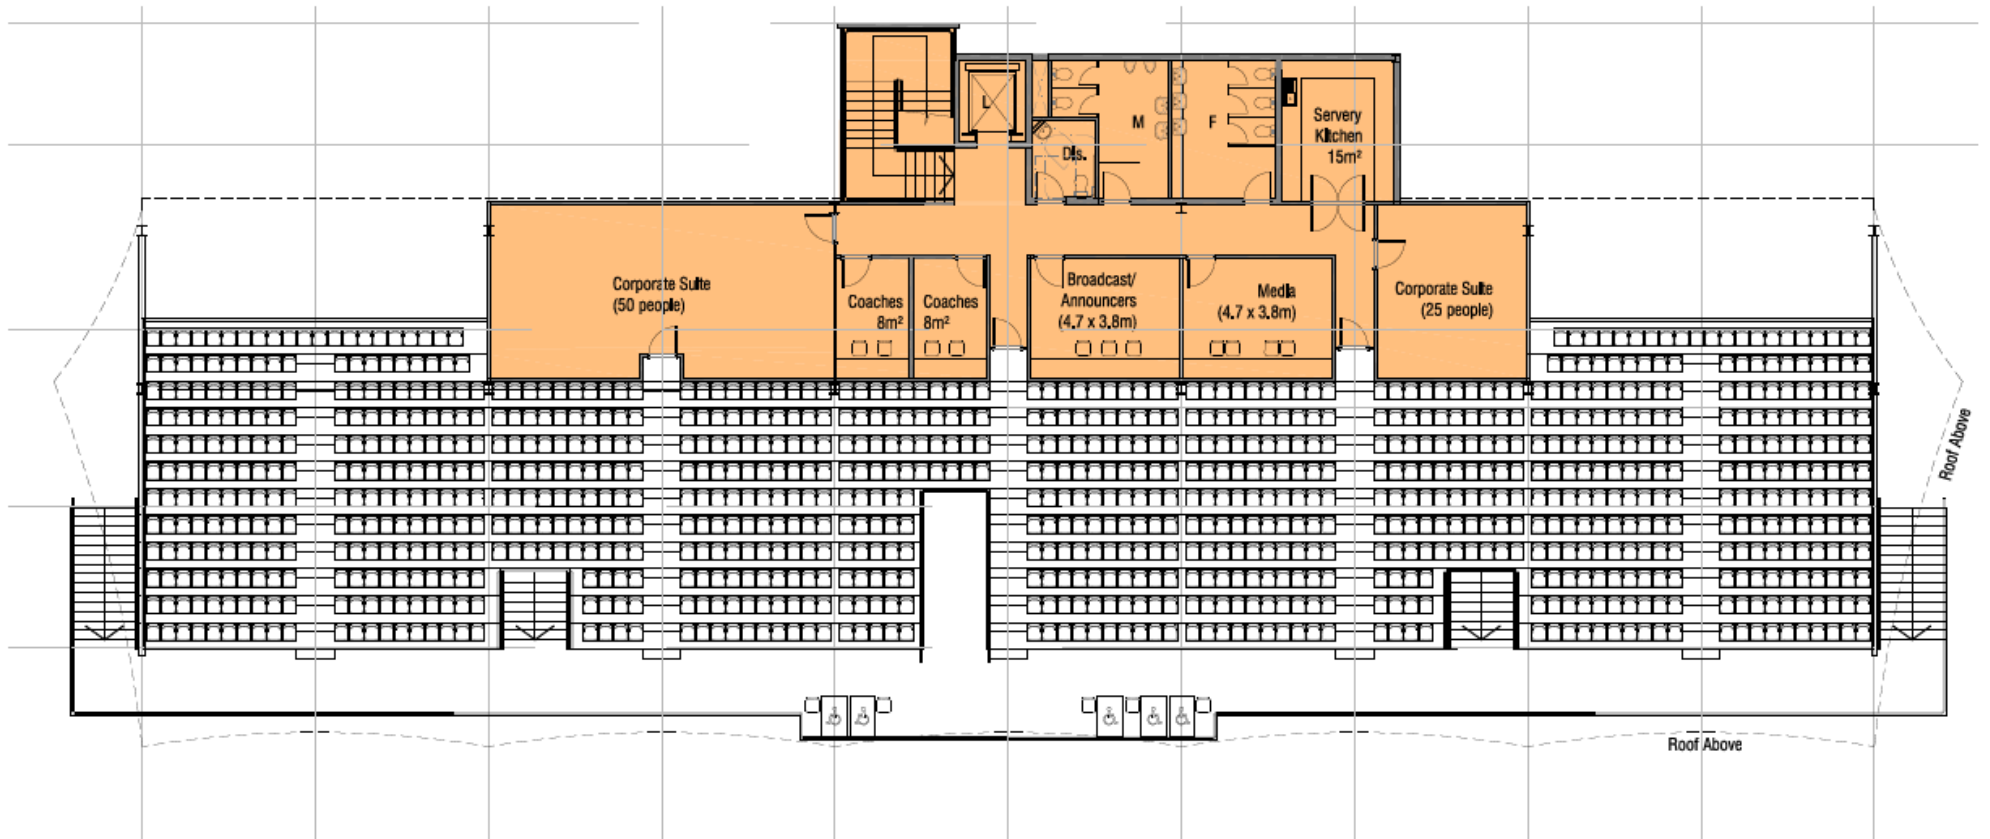 L
M
F
Dis.
Servery
Kitchen
15m²
Corporate Suite
(50 people)
Coaches
8m²
Coaches
8m²
Broadcast/
Announcers
(4.7 x 3.8m)
Media
(4.7 x 3.8m)
Corporate Suite
(25 people)
Roof Above
Roof Above